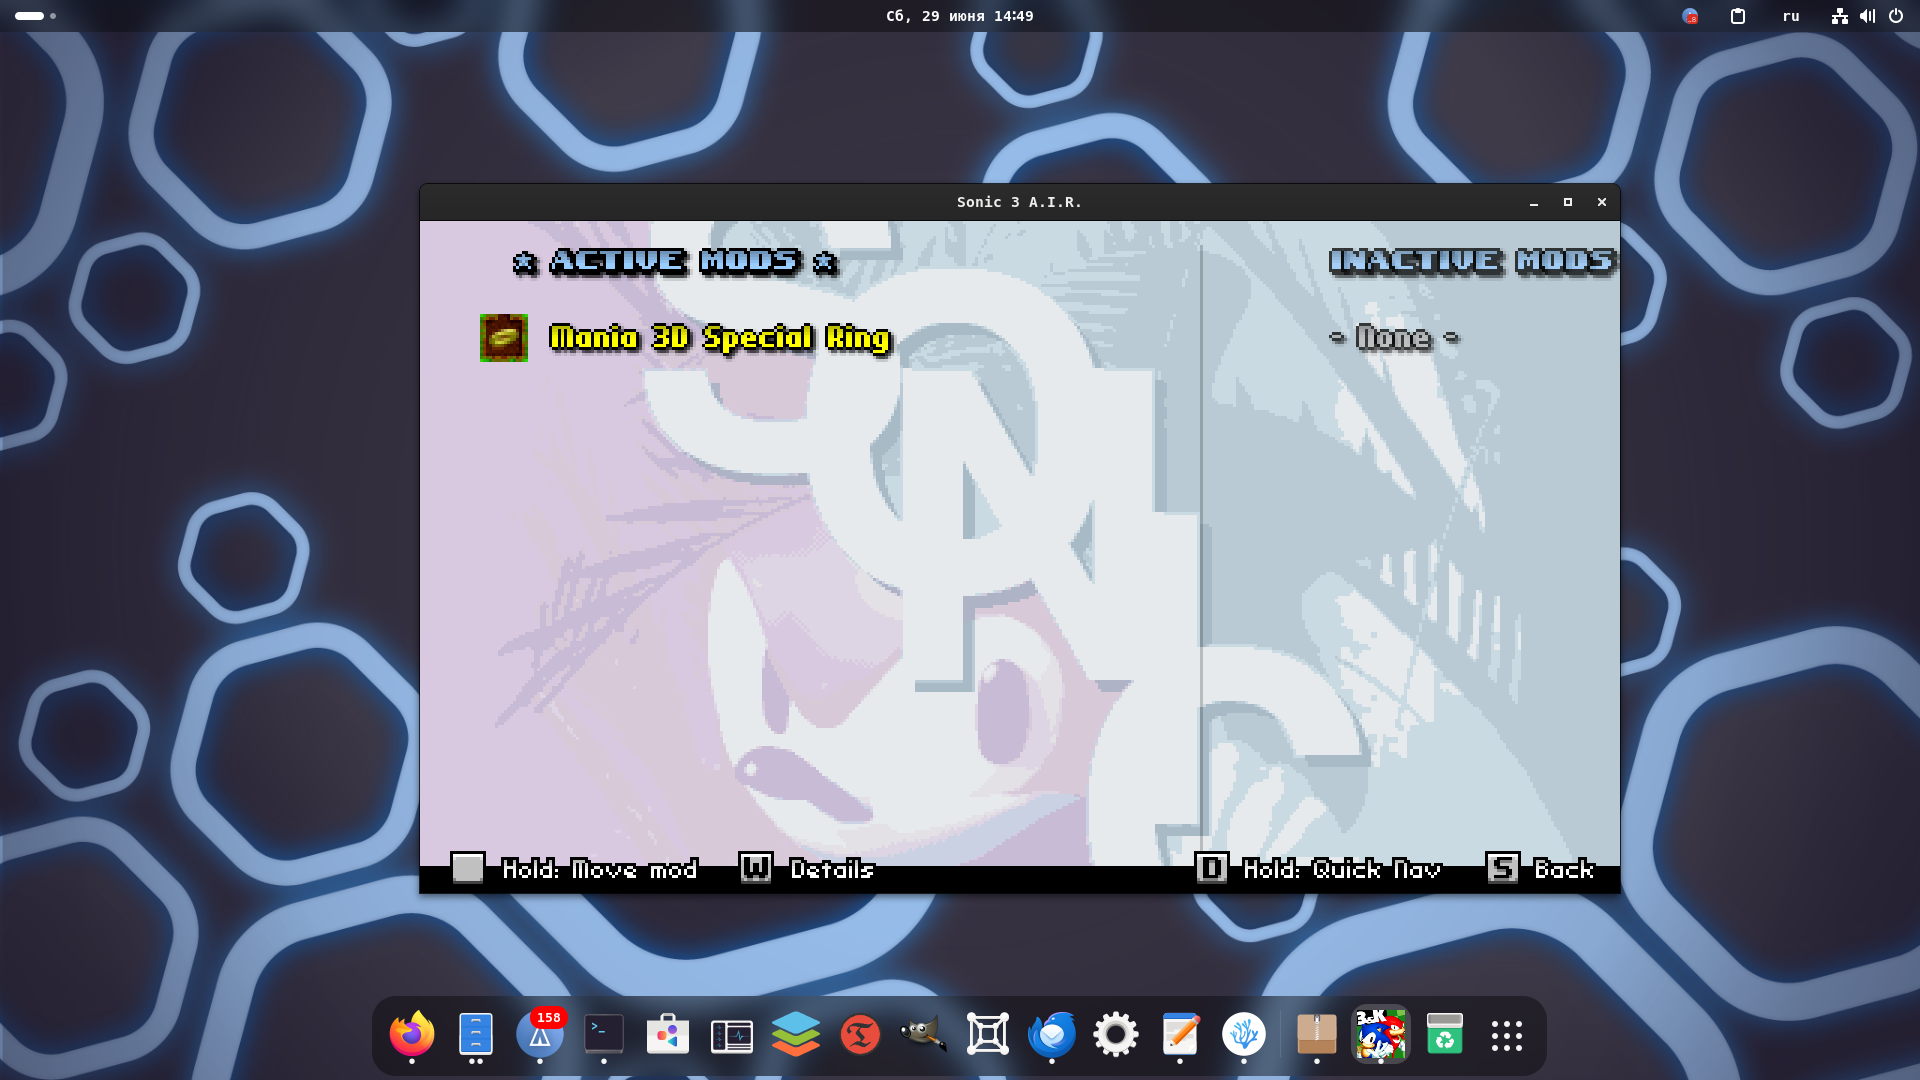 Сб, 29 июня 14:49
ru
Sonic 3 A.I.R.
* ACTIVE MODS *
INACTIVE MODS
Mania 3D Special Ring
- None -
SONIC
Hold: Move mod
W Details
D Hold: Quick Nav
S Back
158
>_
3&K